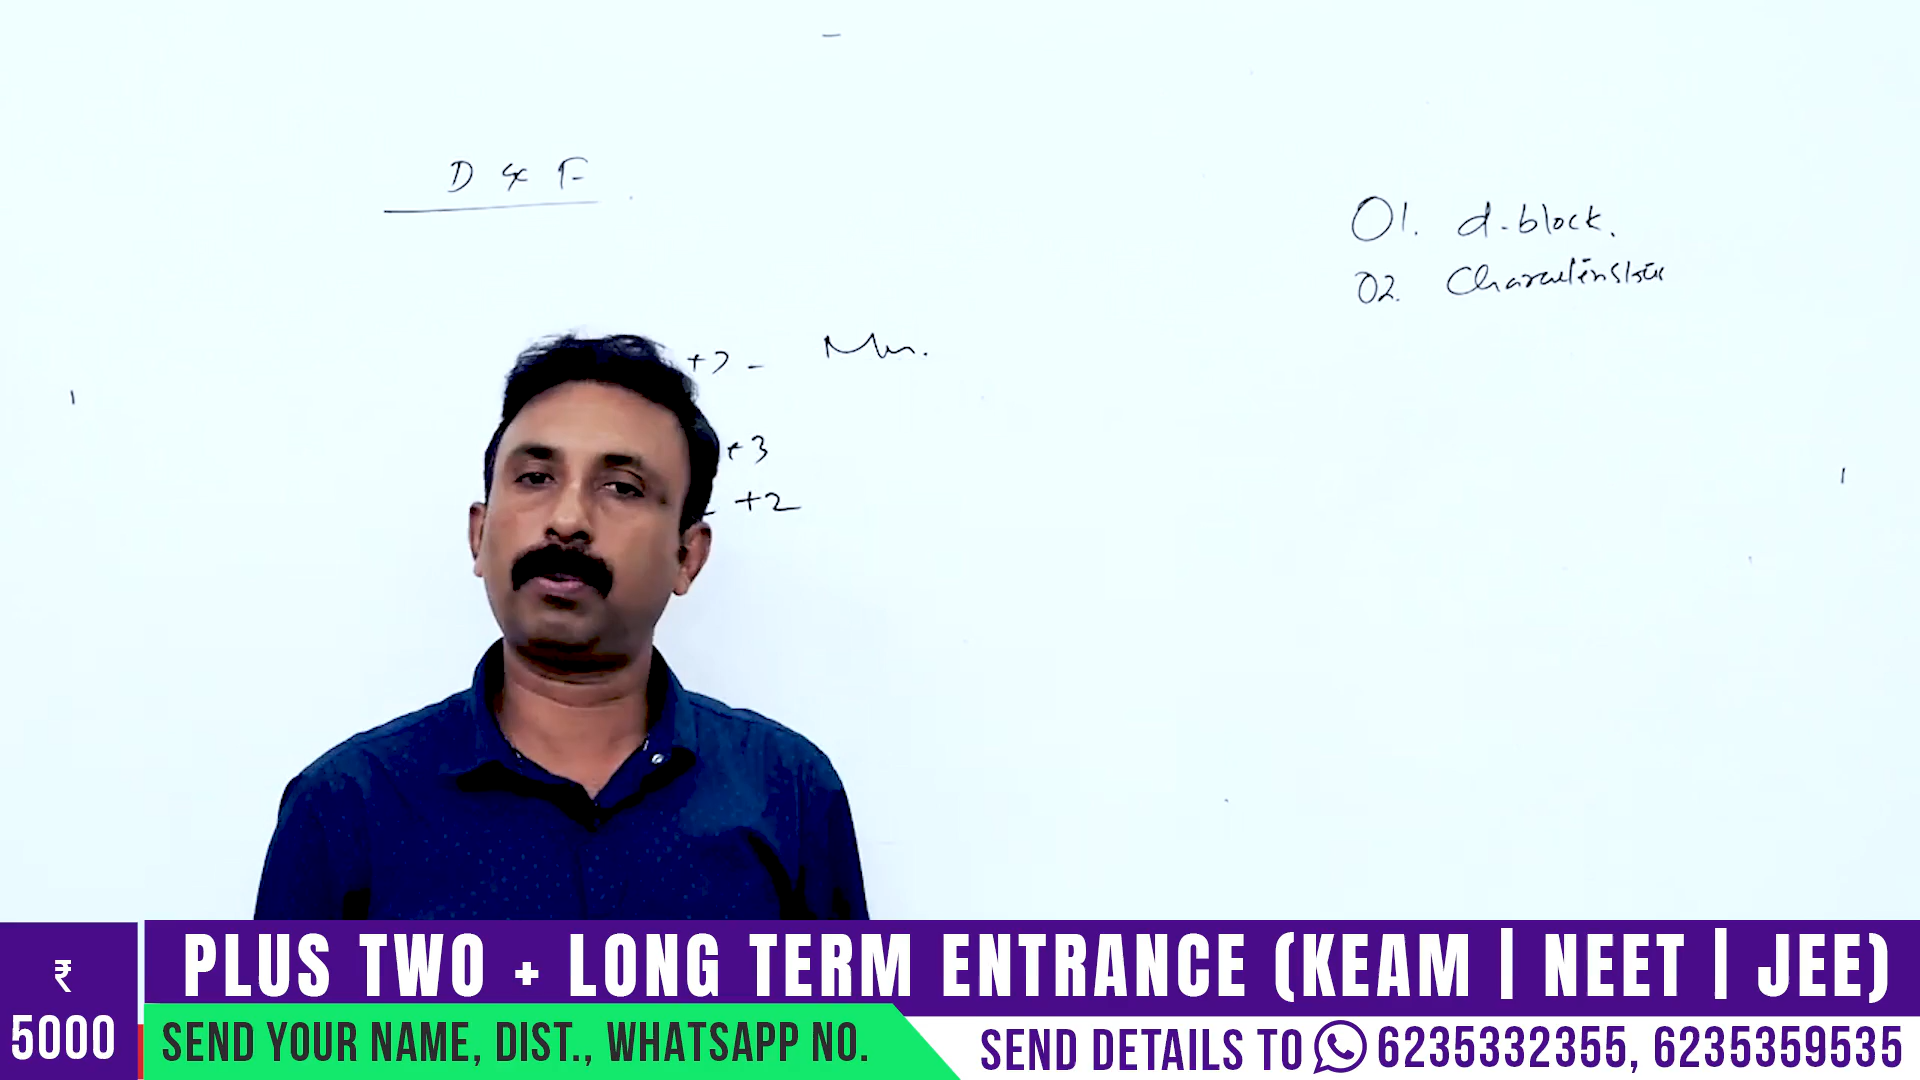 D & F
01. d-block.
02. Characteristics
+7 - Mn.
+3
+2
PLUS TWO + LONG TERM ENTRANCE (KEAM | NEET | JEE)
₹
5000
SEND YOUR NAME, DIST., WHATSAPP NO.
SEND DETAILS TO 6235332355, 6235359535